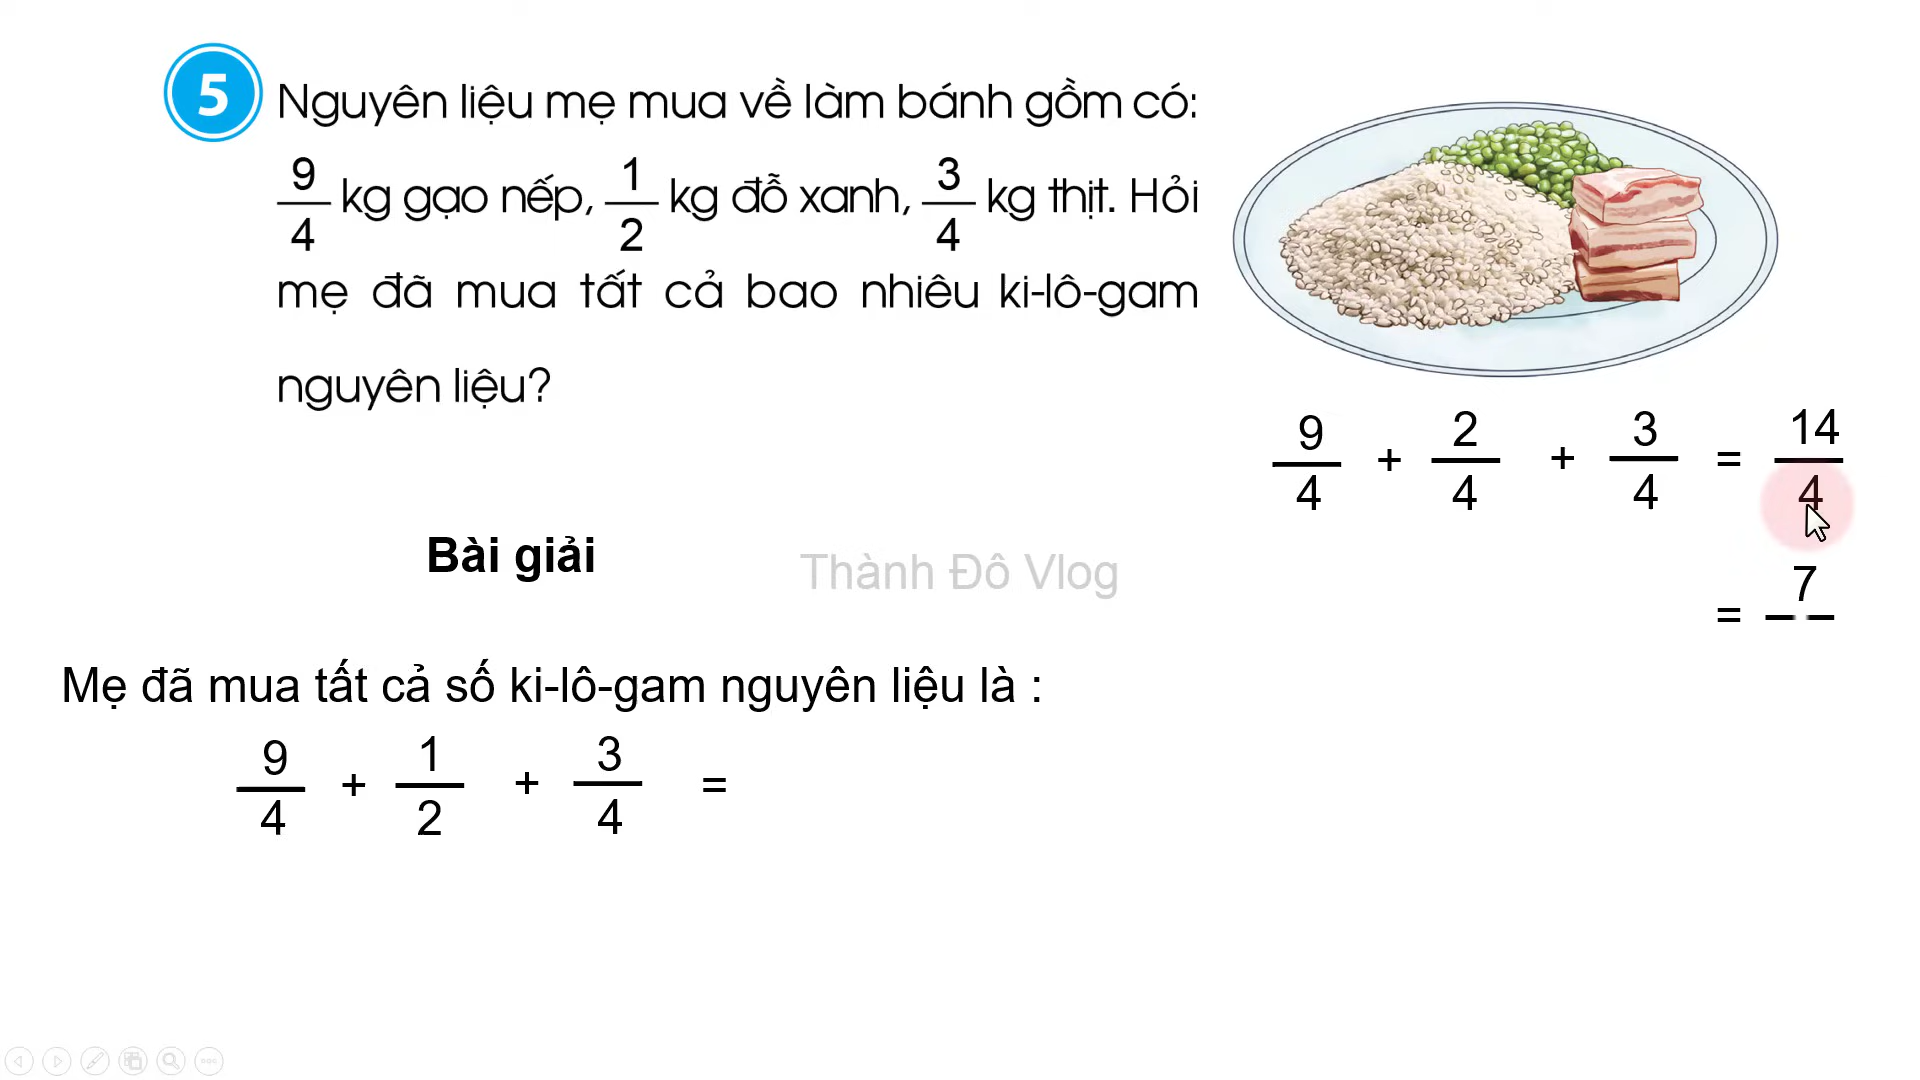 5
Nguyên liệu mẹ mua về làm bánh gồm có:
9/4 kg gạo nếp, 1/2 kg đỗ xanh, 3/4 kg thịt. Hỏi
mẹ đã mua tất cả bao nhiêu ki-lô-gam
nguyên liệu?
9/4 + 2/4 + 3/4 = 14/4
= 7/
Bài giải
Thành Đô Vlog
Mẹ đã mua tất cả số ki-lô-gam nguyên liệu là :
9/4 + 1/2 + 3/4 =